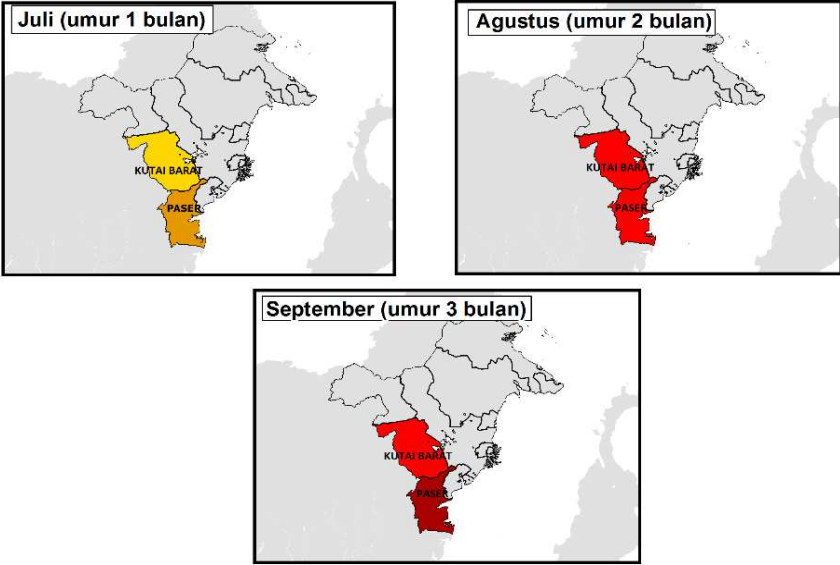 Juli (umur 1 bulan)
KUTAI BARAT
PASER
Agustus (umur 2 bulan)
KUTAI BARAT
PASER
September (umur 3 bulan)
KUTAI BARAT
PASER